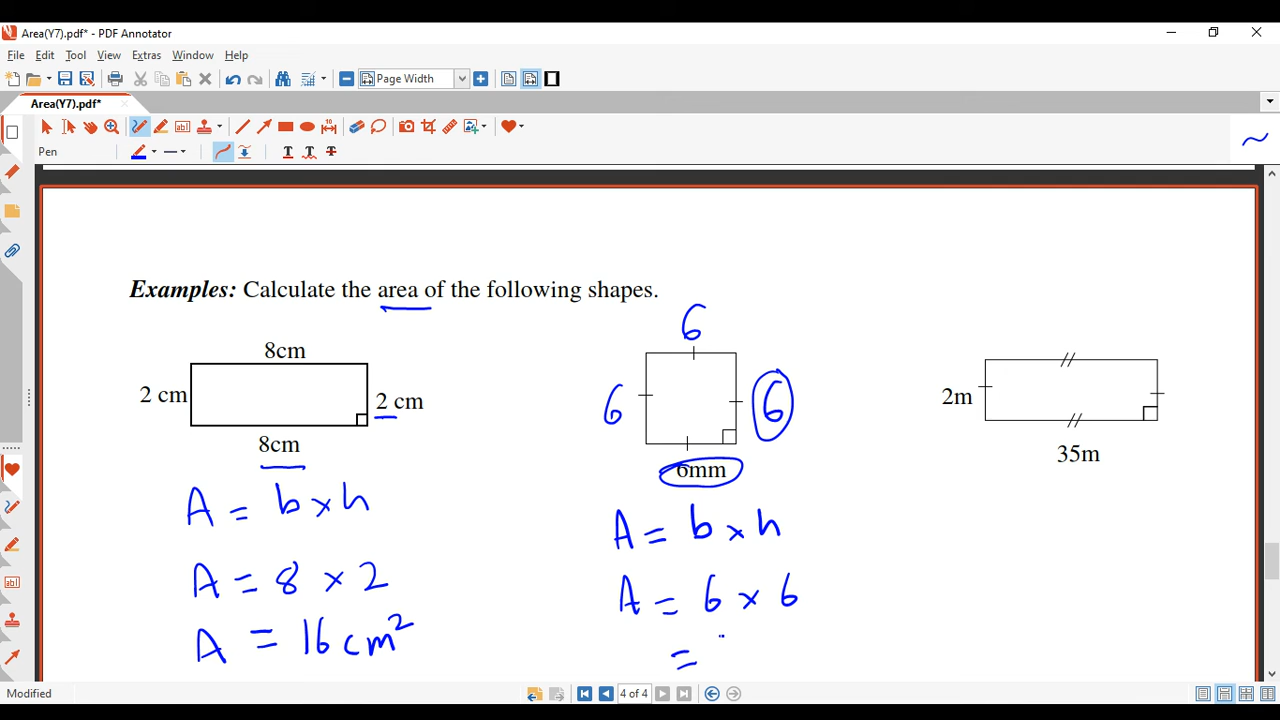 Area(Y7).pdf* - PDF Annotator
File Edit Tool View Extras Window Help
Page Width
Area(Y7).pdf*
Pen
Examples: Calculate the area of the following shapes.
8cm
2 cm
2 cm
8cm
A = b × h
A = 8 × 2
A = 16 cm²
6
6
6
6mm
A = b × h
A = 6 × 6
=
2m
35m
Modified
4 of 4